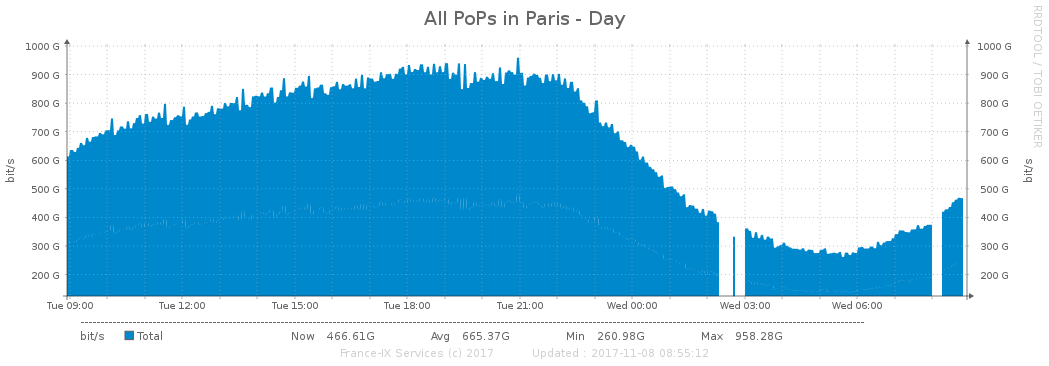 All PoPs in Paris - Day
RRDTOOL / TOBI OETIKER
1000 G 1000 G
900 G 900 G
800 G 800 G
700 G 700 G
600 G 600 G
500 G 500 G
400 G 400 G
300 G 300 G
200 G 200 G
bit/s bit/s
Tue 09:00 Tue 12:00 Tue 15:00 Tue 18:00 Tue 21:00 Wed 00:00 Wed 03:00 Wed 06:00
bit/s Total Now 466.61G Avg 665.37G Min 260.98G Max 958.28G
France-IX Services (c) 2017 Updated : 2017-11-08 08:55:12